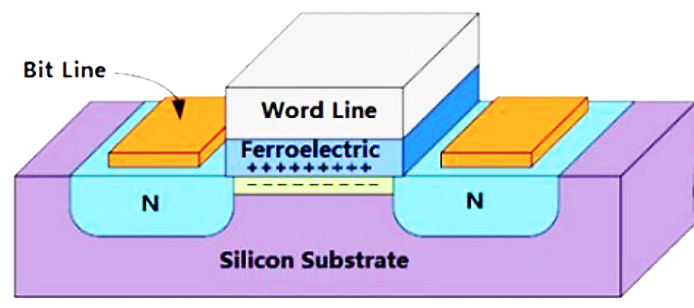 Bit Line
Word Line
Ferroelectric
+++++++++
− − − − − − − − −
N
N
Silicon Substrate